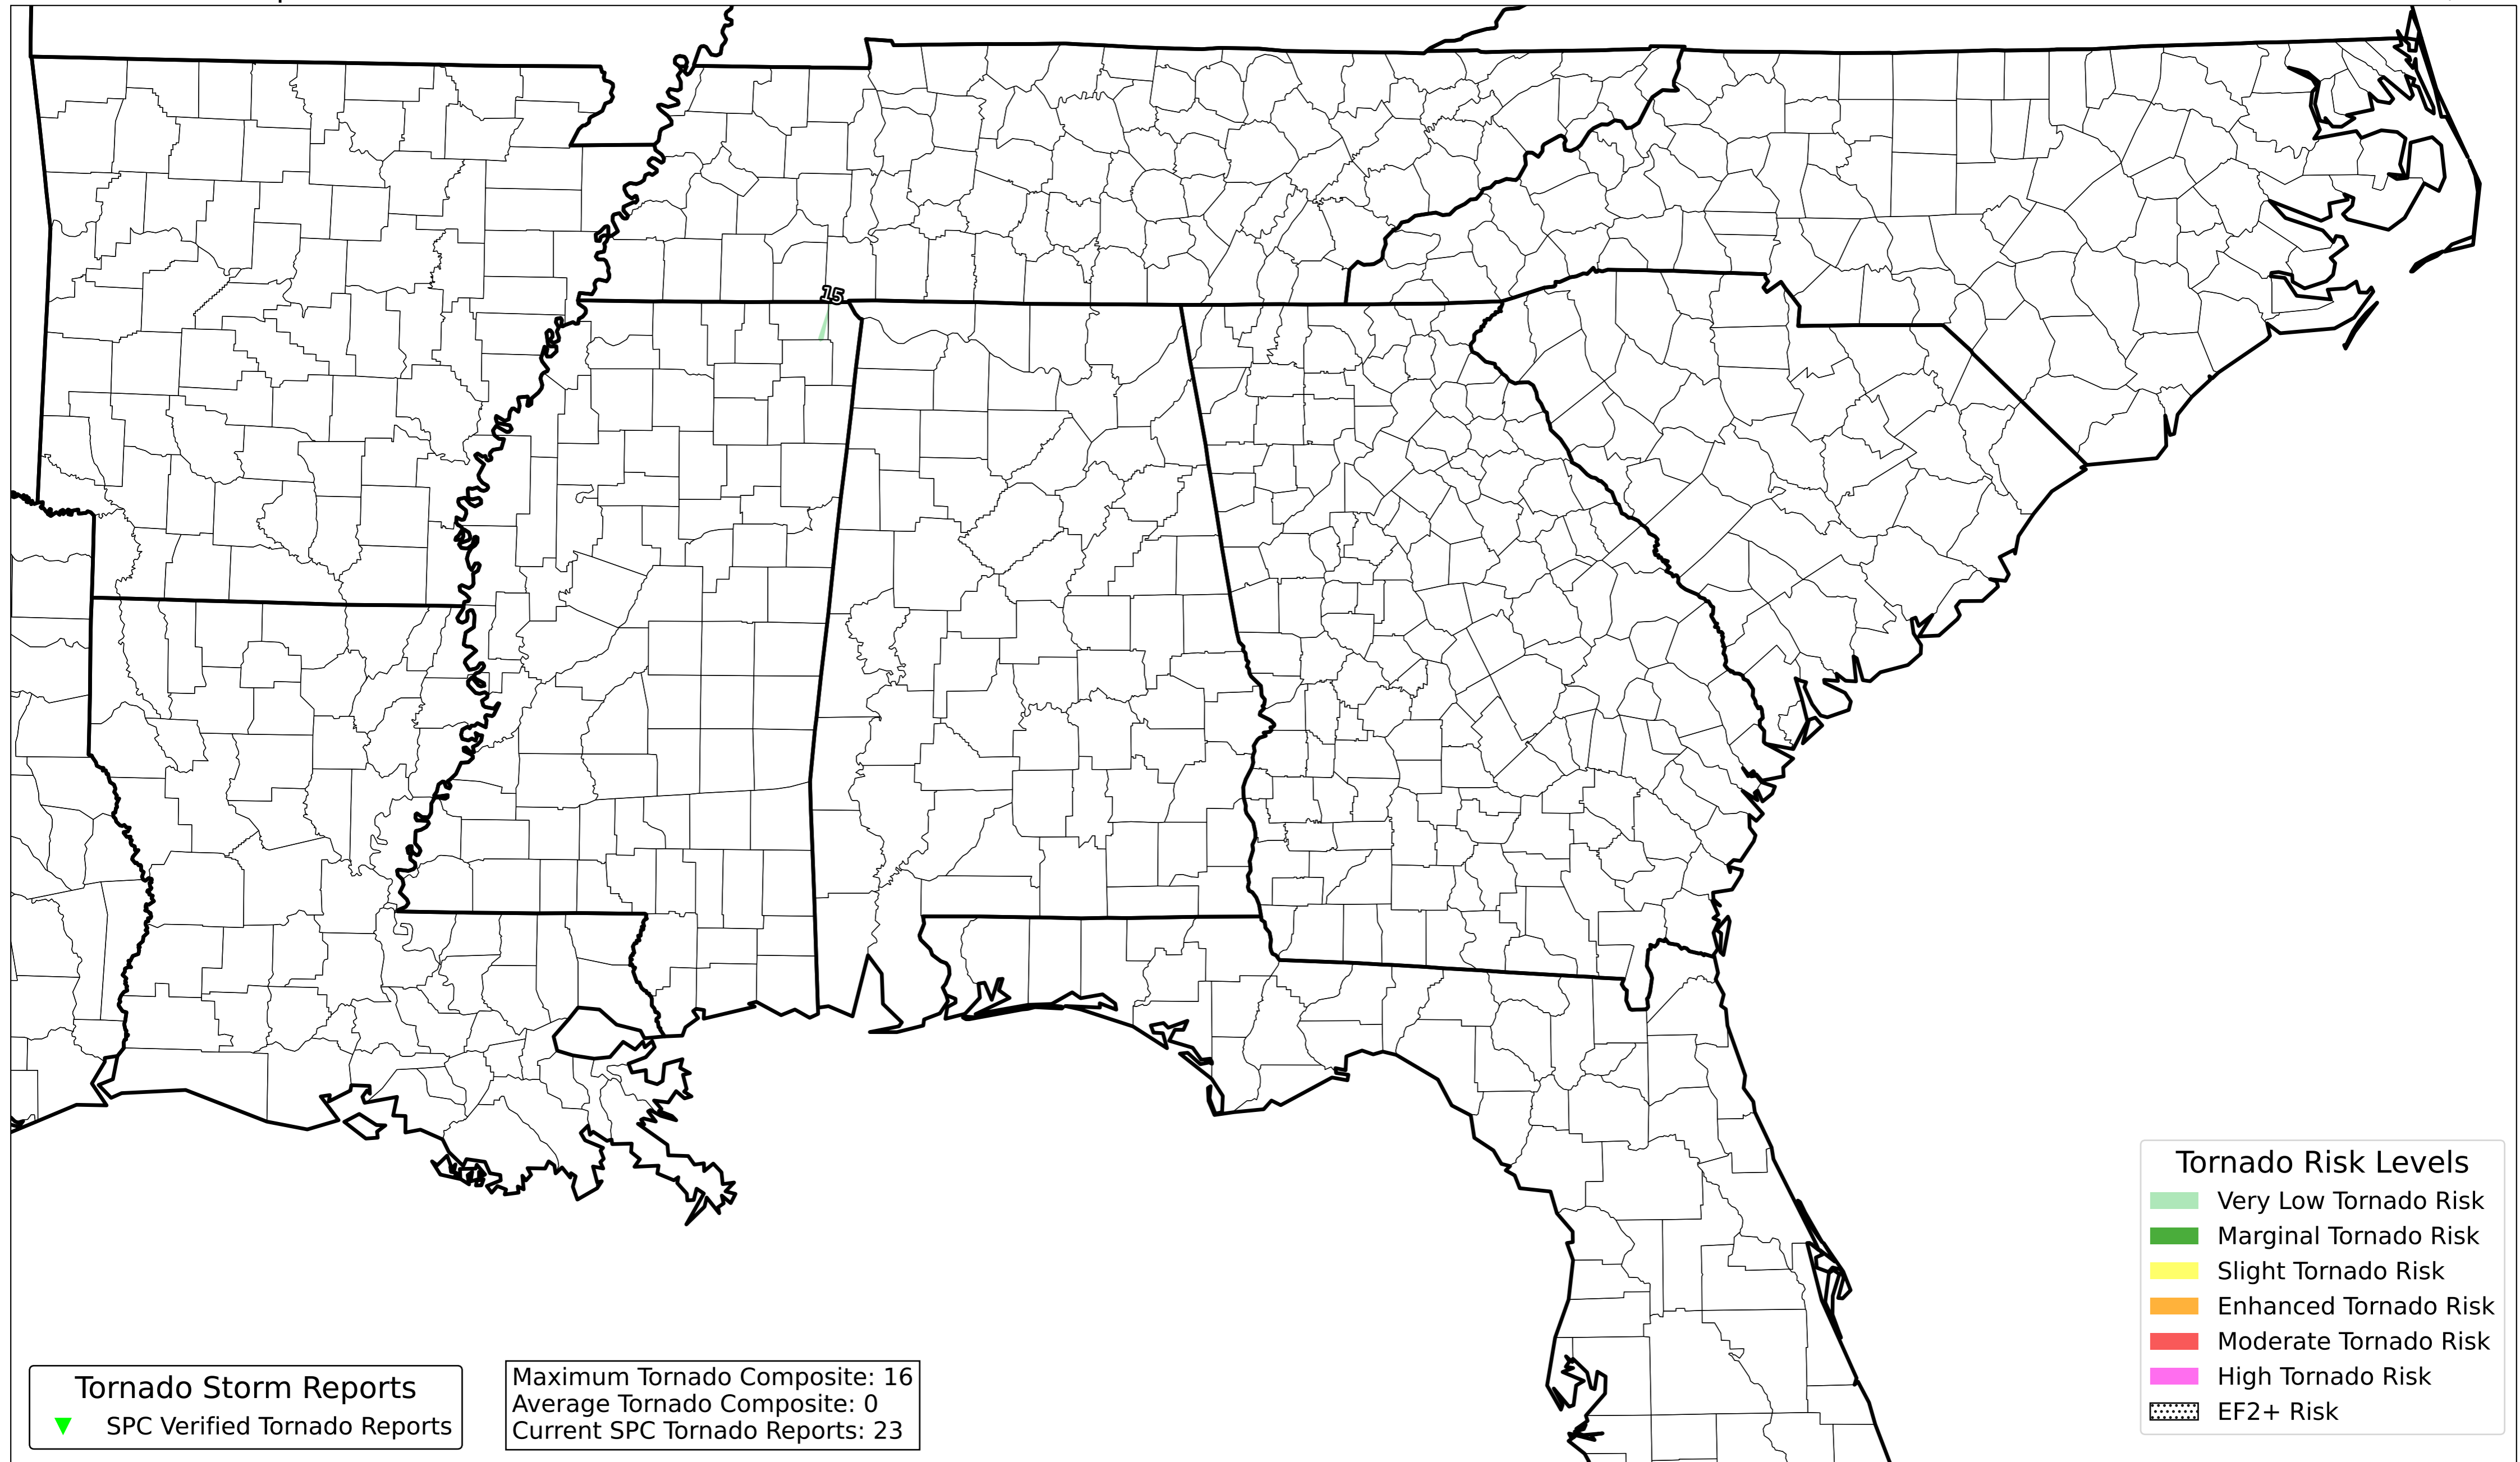 15
Tornado Risk Levels
Very Low Tornado Risk
Marginal Tornado Risk
Slight Tornado Risk
Enhanced Tornado Risk
Moderate Tornado Risk
High Tornado Risk
EF2+ Risk
Tornado Storm Reports
SPC Verified Tornado Reports
Maximum Tornado Composite: 16
Average Tornado Composite: 0
Current SPC Tornado Reports: 23